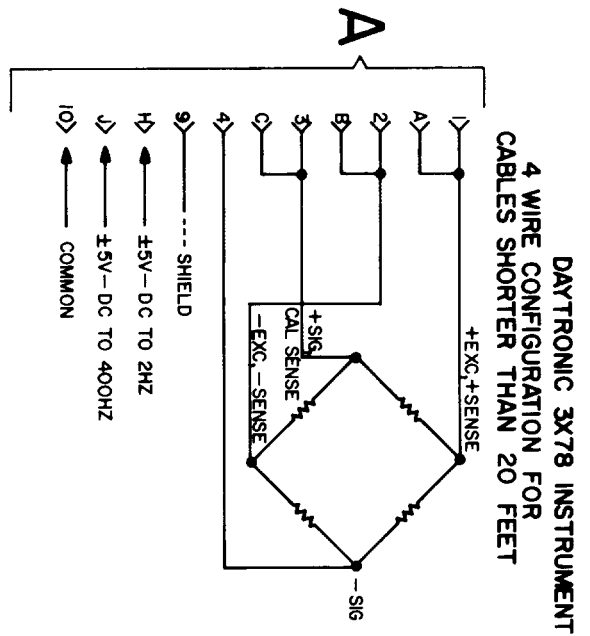 DAYTRONIC 3X78 INSTRUMENT
4 WIRE CONFIGURATION FOR
CABLES SHORTER THAN 20 FEET
A
1
+EXC,+SENSE
A
2
B
3
+SIG
CAL SENSE
-EXC,-SENSE
C
4
-SIG
9
--- SHIELD
H
±5V-DC TO 2HZ
J
±5V-DC TO 400HZ
10
COMMON